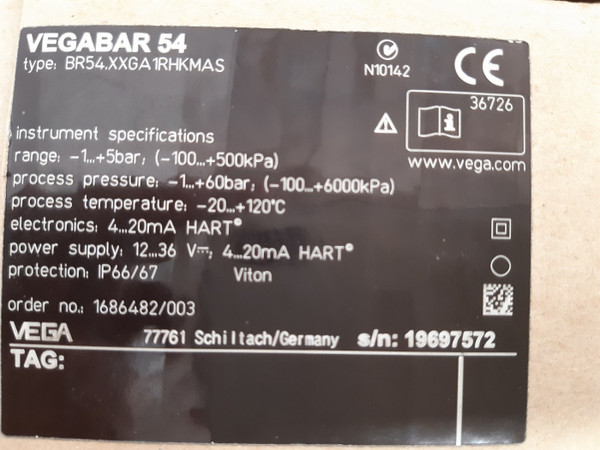 VEGABAR 54
type: BR54.XXGA1RHKMAS
N10142
CE
36726
www.vega.com
instrument specifications
range: -1...+5bar; (-100...+500kPa)
process pressure: -1...+60bar; (-100...+6000kPa)
process temperature: -20...+120°C
electronics: 4...20mA HART®
power supply: 12...36 V⎓; 4...20mA HART®
protection: IP66/67 Viton
order no.: 1686482/003
VEGA 77761 Schiltach/Germany s/n: 19697572
TAG: